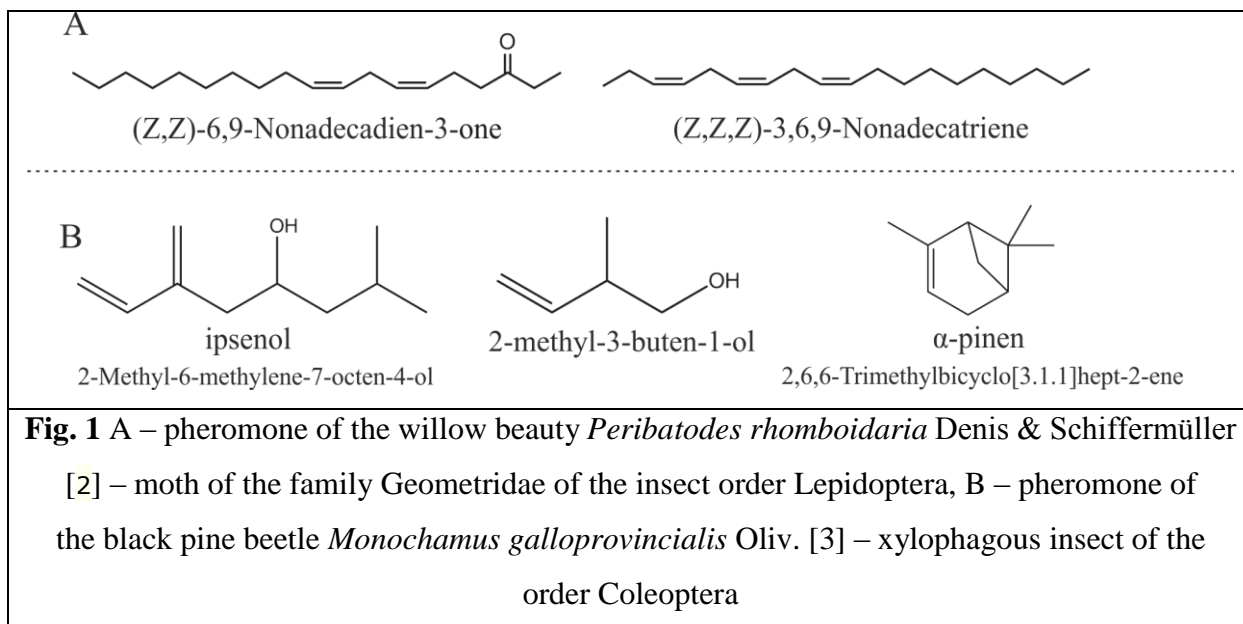 A
O
(Z,Z)-6,9-Nonadecadien-3-one (Z,Z,Z)-3,6,9-Nonadecatriene
B
OH
OH
ipsenol 2-methyl-3-buten-1-ol α-pinen
2-Methyl-6-methylene-7-octen-4-ol 2,6,6-Trimethylbicyclo[3.1.1]hept-2-ene
Fig. 1 A – pheromone of the willow beauty Peribatodes rhomboidaria Denis & Schiffermüller
[2] – moth of the family Geometridae of the insect order Lepidoptera, B – pheromone of
the black pine beetle Monochamus galloprovincialis Oliv. [3] – xylophagous insect of the
order Coleoptera